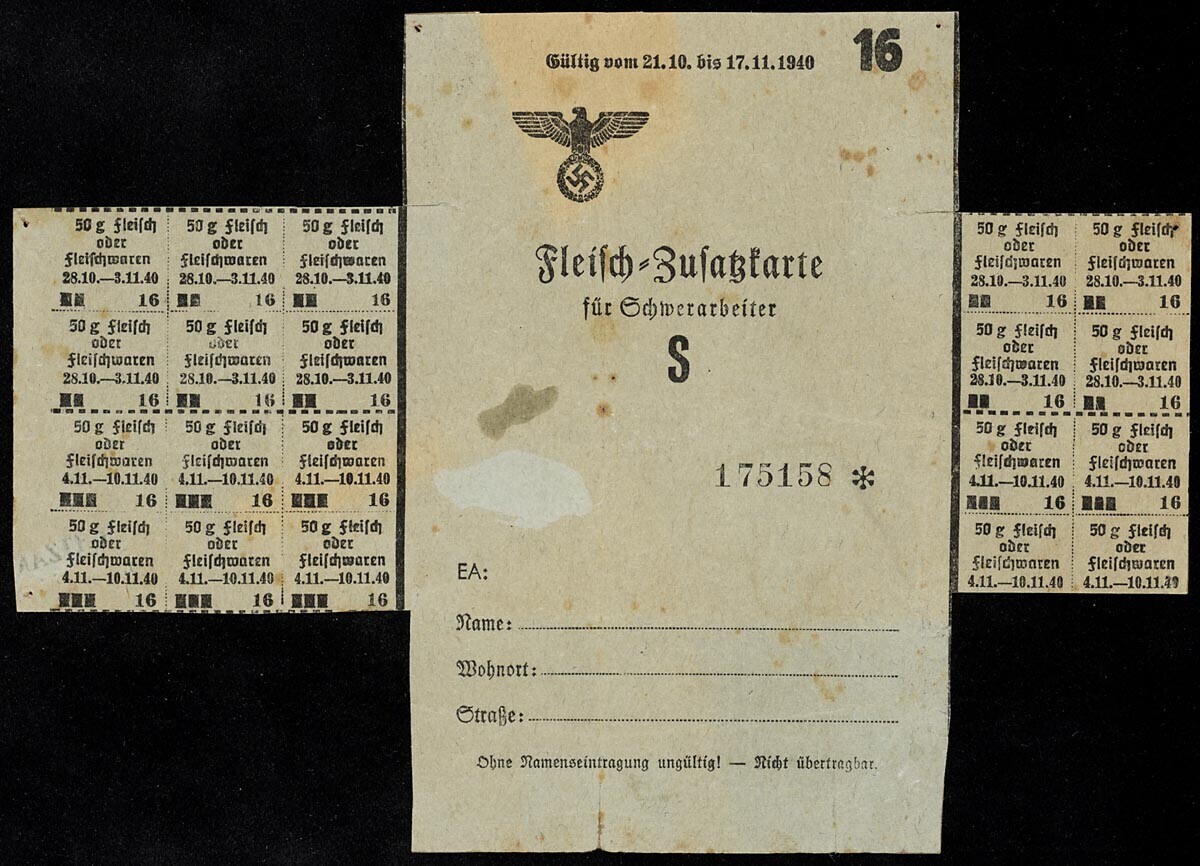 Gültig vom 21.10. bis 17.11.1940
16
Fleisch-Zusatzkarte
für Schwerarbeiter
S
175158 *
EA:
Name:
Wohnort:
Straße:
Ohne Namenseintragung ungültig! — Nicht übertragbar.
50 g Fleisch
oder
Fleischwaren
28.10.—3.11.40
16
50 g Fleisch
oder
Fleischwaren
28.10.—3.11.40
16
50 g Fleisch
oder
Fleischwaren
28.10.—3.11.40
16
50 g Fleisch
oder
Fleischwaren
28.10.—3.11.40
16
50 g Fleisch
oder
Fleischwaren
28.10.—3.11.40
16
50 g Fleisch
oder
Fleischwaren
28.10.—3.11.40
16
50 g Fleisch
oder
Fleischwaren
4.11.—10.11.40
16
50 g Fleisch
oder
Fleischwaren
4.11.—10.11.40
16
50 g Fleisch
oder
Fleischwaren
4.11.—10.11.40
16
50 g Fleisch
oder
Fleischwaren
4.11.—10.11.40
16
50 g Fleisch
oder
Fleischwaren
4.11.—10.11.40
16
50 g Fleisch
oder
Fleischwaren
4.11.—10.11.40
16
50 g Fleisch
oder
Fleischwaren
28.10.—3.11.40
16
50 g Fleisch
oder
Fleischwaren
28.10.—3.11.40
16
50 g Fleisch
oder
Fleischwaren
28.10.—3.11.40
16
50 g Fleisch
oder
Fleischwaren
28.10.—3.11.40
16
50 g Fleisch
oder
Fleischwaren
4.11.—10.11.40
16
50 g Fleisch
oder
Fleischwaren
4.11.—10.11.40
16
50 g Fleisch
oder
Fleischwaren
4.11.—10.11.40
50 g Fleisch
oder
Fleischwaren
4.11.—10.11.40